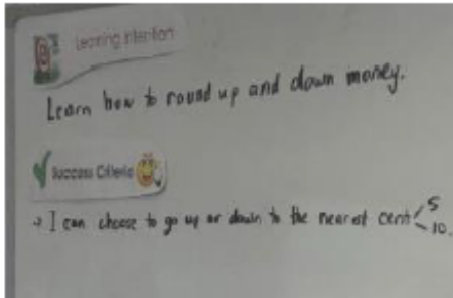 Learning Intention
Learn how to round up and down money.
Success Criteria
→ I can choose to go up or down to the nearest cent 5
10.